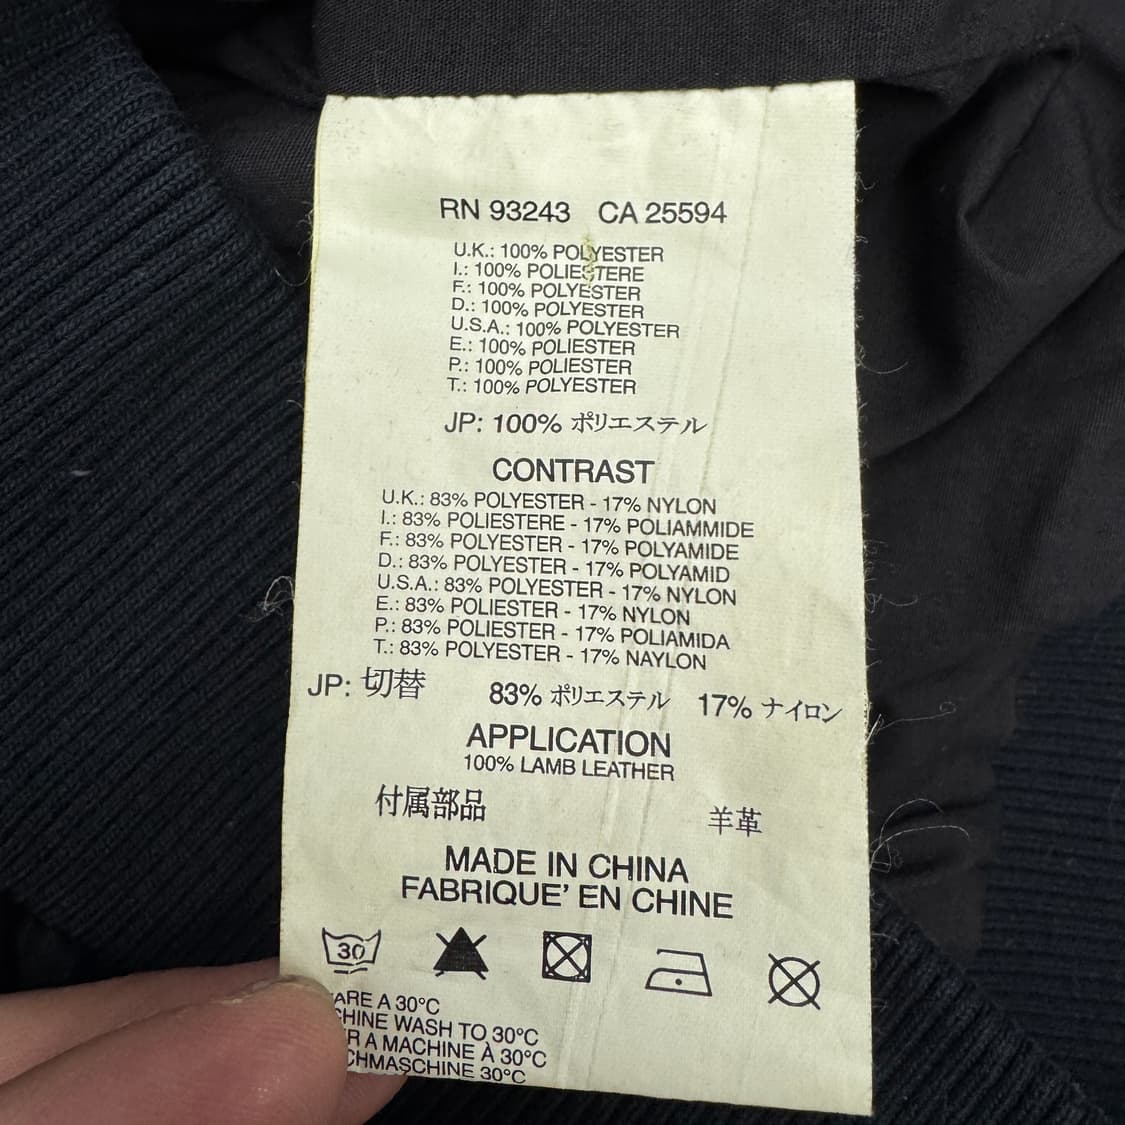 RN 93243 CA 25594
U.K.: 100% POLYESTER
I.: 100% POLIESTERE
F.: 100% POLYESTER
D.: 100% POLYESTER
U.S.A.: 100% POLYESTER
E.: 100% POLIESTER
P.: 100% POLIESTER
T.: 100% POLYESTER
JP: 100% ポリエステル
CONTRAST
U.K.: 83% POLYESTER - 17% NYLON
I.: 83% POLIESTERE - 17% POLIAMMIDE
F.: 83% POLYESTER - 17% POLYAMIDE
D.: 83% POLYESTER - 17% POLYAMID
U.S.A.: 83% POLYESTER - 17% NYLON
E.: 83% POLIESTER - 17% NYLON
P.: 83% POLIESTER - 17% POLIAMIDA
T.: 83% POLYESTER - 17% NAYLON
JP: 切替 83% ポリエステル 17% ナイロン
APPLICATION
100% LAMB LEATHER
付属部品 羊革
MADE IN CHINA
FABRIQUE' EN CHINE
30
ARE A 30°C
CHINE WASH TO 30°C
R A MACHINE À 30°C
CHMASCHINE 30°C